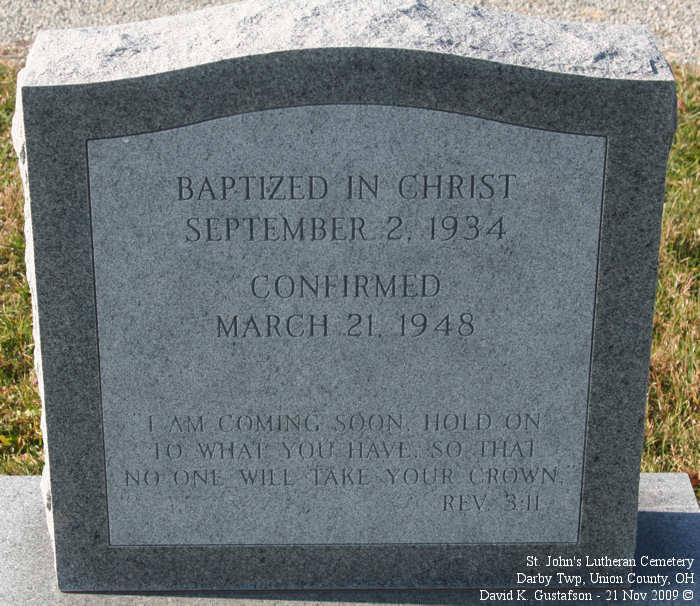 BAPTIZED IN CHRIST
SEPTEMBER 2, 1934
CONFIRMED
MARCH 21, 1948
"I AM COMING SOON, HOLD ON
TO WHAT YOU HAVE, SO THAT
NO ONE WILL TAKE YOUR CROWN."
REV. 3:11
St. John's Lutheran Cemetery
Darby Twp, Union County, OH
David K. Gustafson - 21 Nov 2009 ©